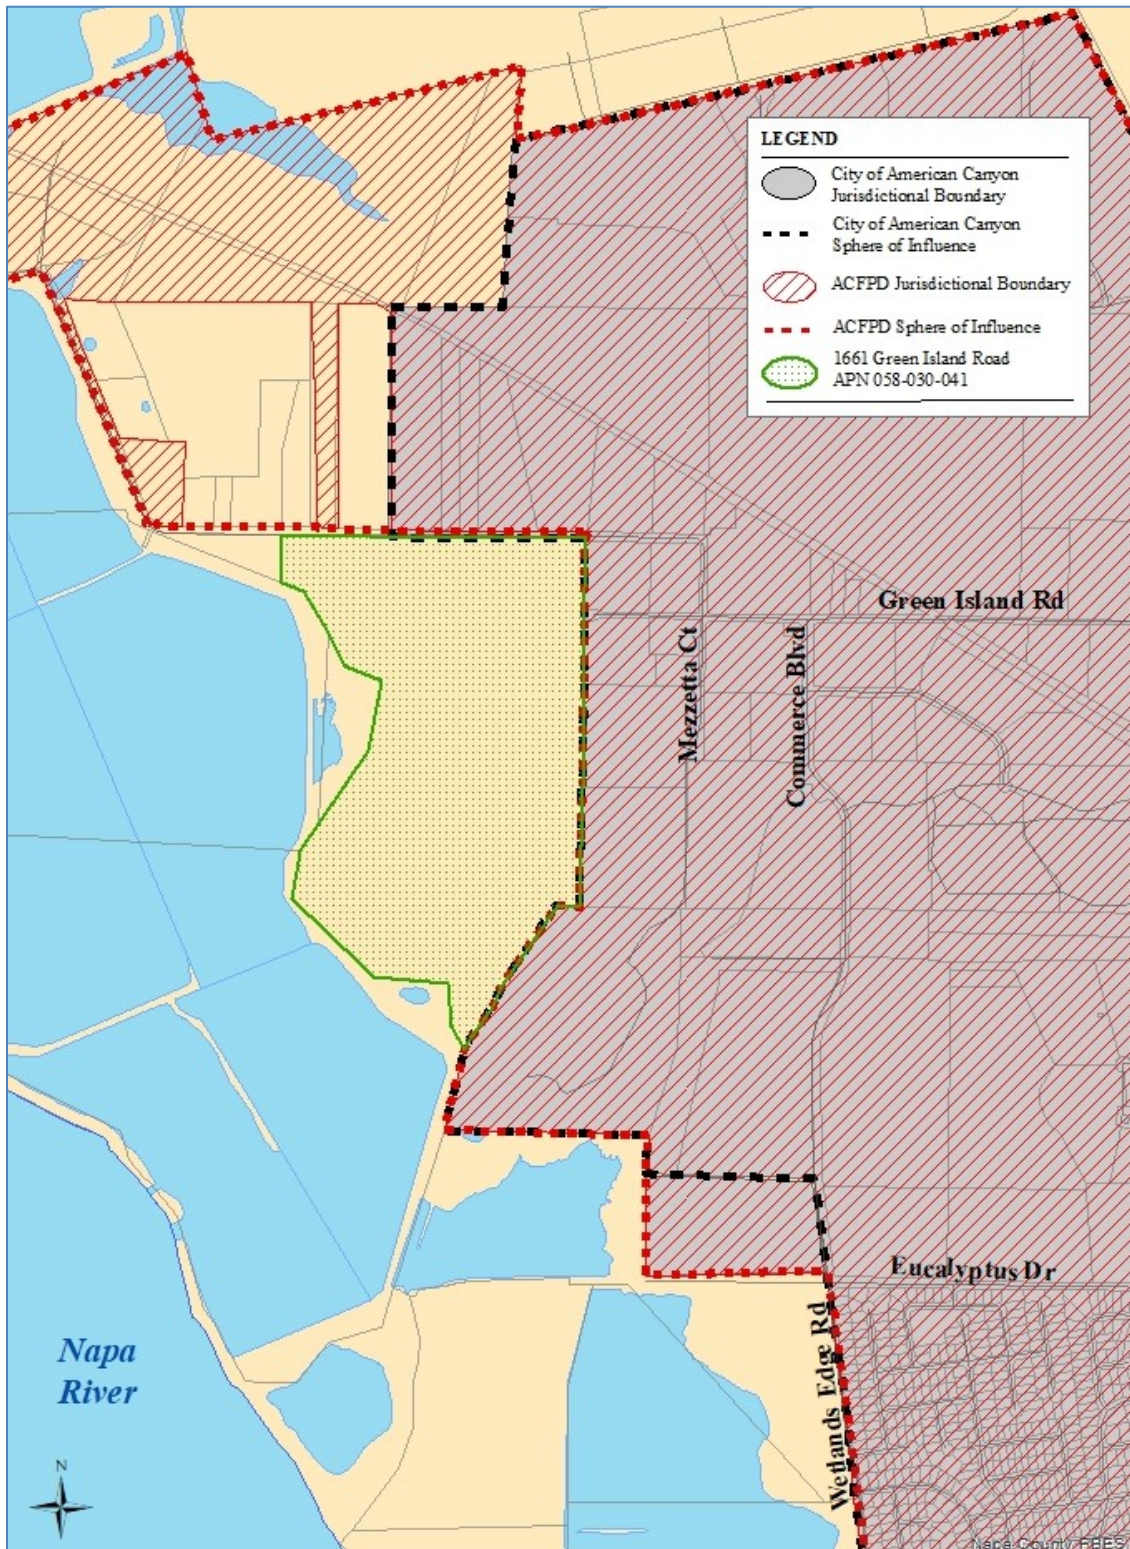 LEGEND
City of American Canyon
Jurisdictional Boundary
City of American Canyon
Sphere of Influence
ACFPD Jurisdictional Boundary
ACFPD Sphere of Influence
1661 Green Island Road
APN 058-030-041
Green Island Rd
Mezzetta Ct
Commerce Blvd
Eucalyptus Dr
Wetlands Edge Rd
Napa
River
N
Napa County PBES